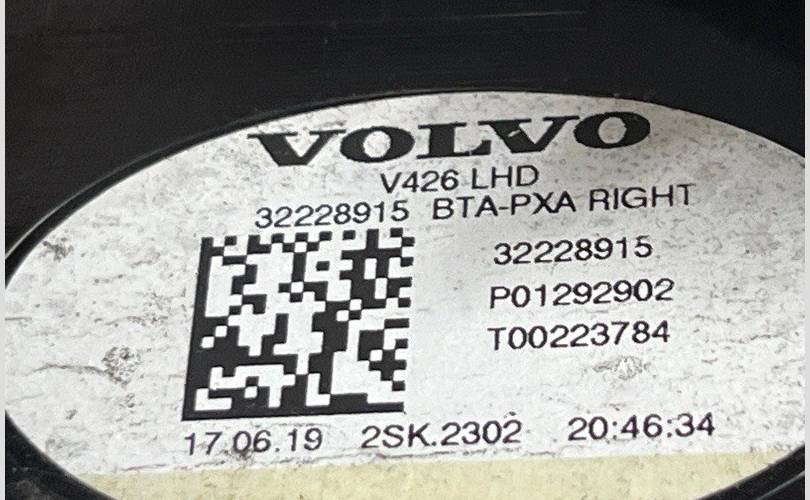 VOLVO
V426 LHD
32228915 BTA-PXA RIGHT
32228915
P01292902
T00223784
17.06.19 2SK.2302 20:46:34